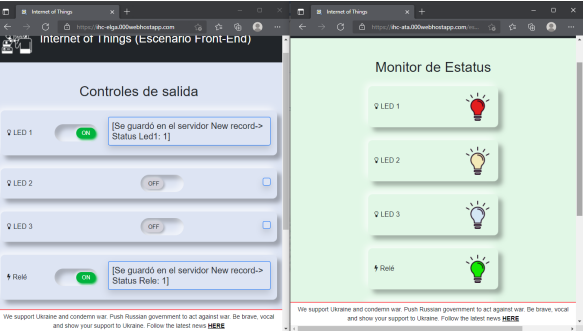 Internet of Things
https://ihc-elga.000webhostapp.com
Internet of Things (Escenario Front-End)
Controles de salida
LED 1
ON
[Se guardó en el servidor New record->
Status Led1: 1]
LED 2
OFF
LED 3
OFF
Relé
ON
[Se guardó en el servidor New record->
Status Rele: 1]
We support Ukraine and condemn war. Push Russian government to act against war. Be brave, vocal
and show your support to Ukraine. Follow the latest news HERE
Internet of Things
https://ihc-ata.000webhostapp.com/es...
Monitor de Estatus
LED 1
LED 2
LED 3
Relé
We support Ukraine and condemn war. Push Russian government to act against war. Be brave, vocal
and show your support to Ukraine. Follow the latest news HERE